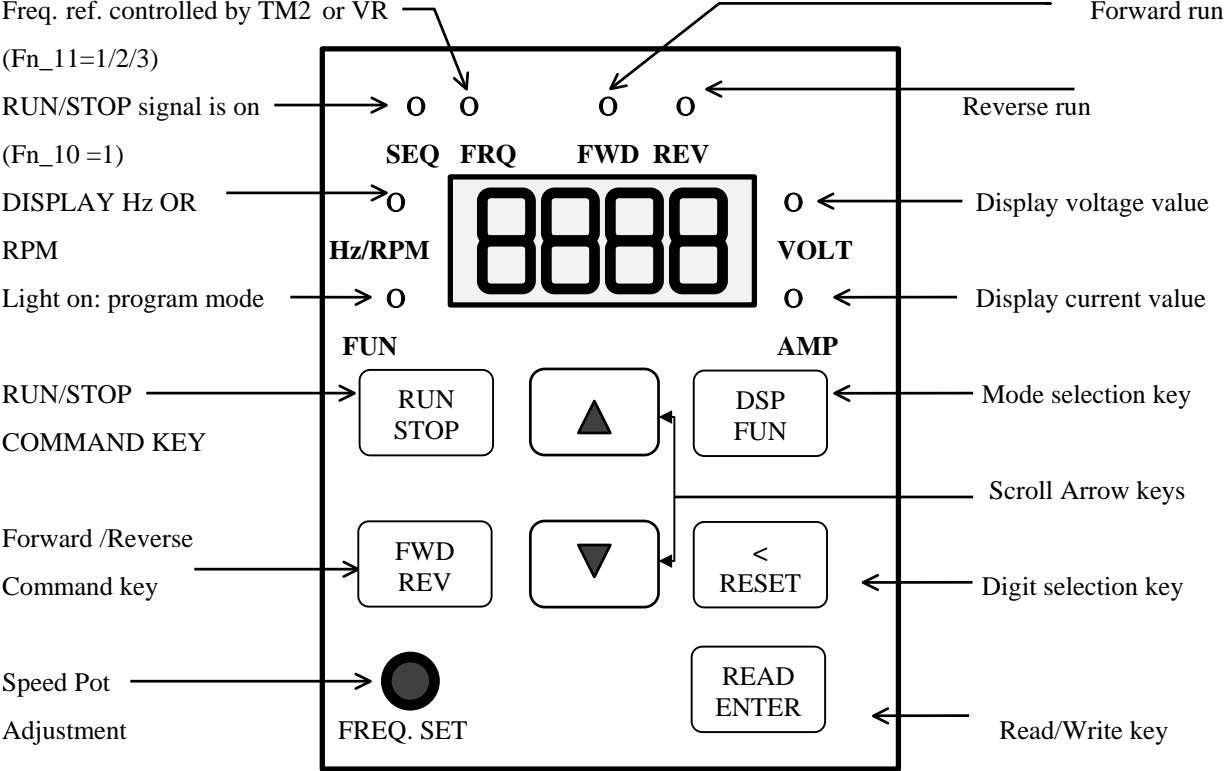 Freq. ref. controlled by TM2 or VR
Forward run
(Fn_11=1/2/3)
RUN/STOP signal is on
Reverse run
(Fn_10 =1)
SEQ FRQ FWD REV
DISPLAY Hz OR
RPM
8888
Display voltage value
Hz/RPM
VOLT
Light on: program mode
Display current value
FUN
AMP
RUN/STOP
COMMAND KEY
RUN
STOP
▲
DSP
FUN
Mode selection key
Scroll Arrow keys
Forward /Reverse
Command key
FWD
REV
▼
<
RESET
Digit selection key
Speed Pot
Adjustment
FREQ. SET
READ
ENTER
Read/Write key